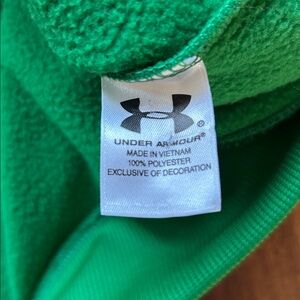 UNDER ARMOUR®
MADE IN VIETNAM
100% POLYESTER
EXCLUSIVE OF DECORATION